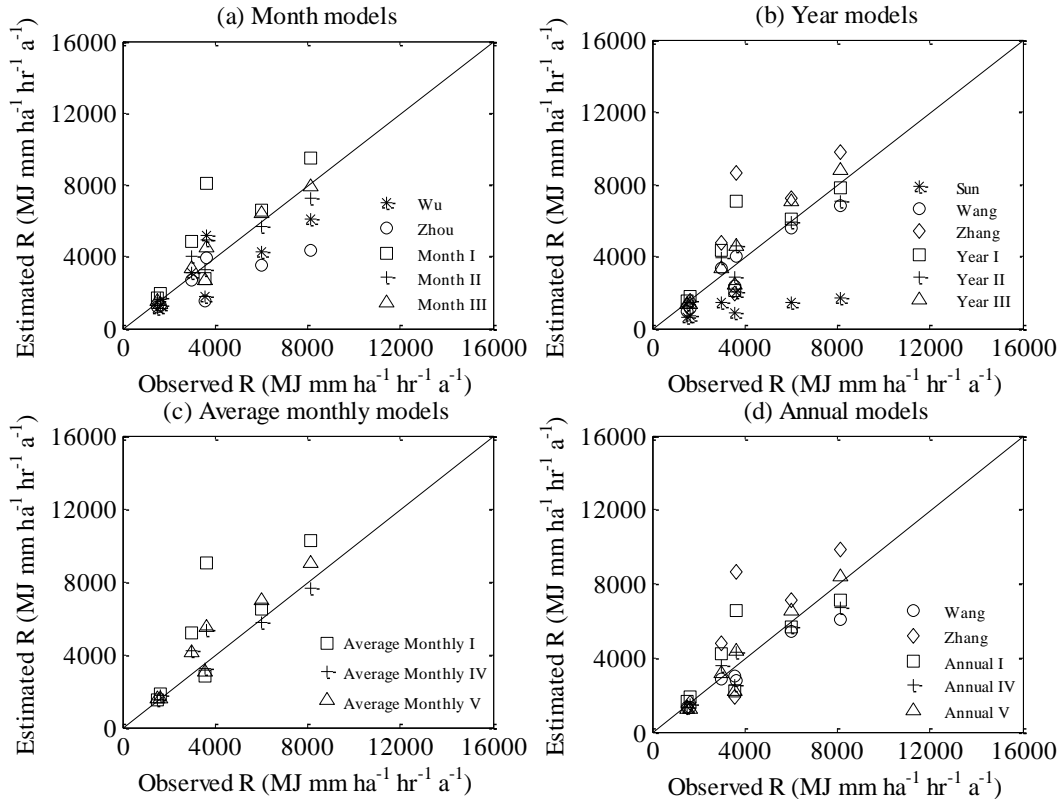 (a) Month models
Estimated R (MJ mm ha⁻¹ hr⁻¹ a⁻¹)
16000
12000
8000
4000
0
Wu
Zhou
Month I
Month II
Month III
0 4000 8000 12000 16000
Observed R (MJ mm ha⁻¹ hr⁻¹ a⁻¹)
(b) Year models
Estimated R (MJ mm ha⁻¹ hr⁻¹ a⁻¹)
16000
12000
8000
4000
0
Sun
Wang
Zhang
Year I
Year II
Year III
0 4000 8000 12000 16000
Observed R (MJ mm ha⁻¹ hr⁻¹ a⁻¹)
(c) Average monthly models
Estimated R (MJ mm ha⁻¹ hr⁻¹ a⁻¹)
16000
12000
8000
4000
0
Average Monthly I
Average Monthly IV
Average Monthly V
0 4000 8000 12000 16000
Observed R (MJ mm ha⁻¹ hr⁻¹ a⁻¹)
(d) Annual models
Estimated R (MJ mm ha⁻¹ hr⁻¹ a⁻¹)
16000
12000
8000
4000
0
Wang
Zhang
Annual I
Annual IV
Annual V
0 4000 8000 12000 16000
Observed R (MJ mm ha⁻¹ hr⁻¹ a⁻¹)